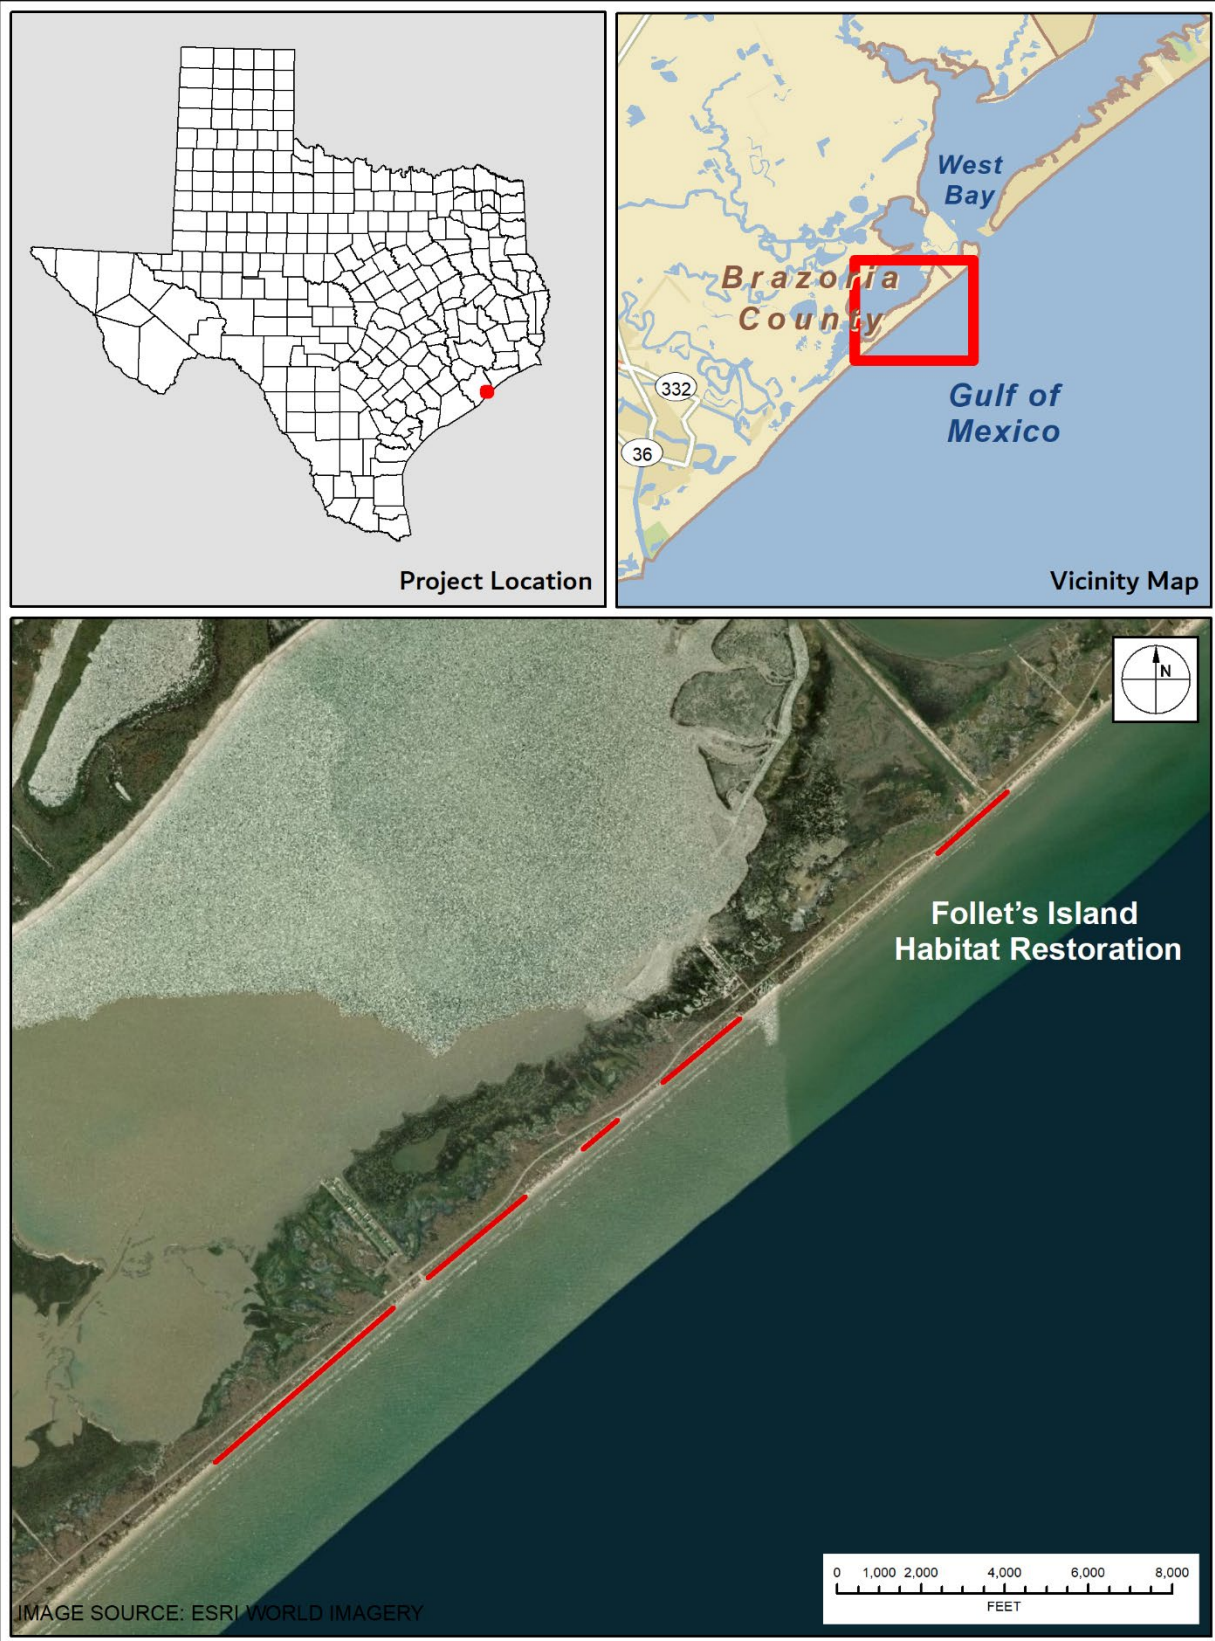 Project Location
West
Bay
Brazoria
County
332
36
Gulf of
Mexico
Vicinity Map
N
Follet’s Island
Habitat Restoration
0 1,000 2,000 4,000 6,000 8,000
FEET
IMAGE SOURCE: ESRI WORLD IMAGERY